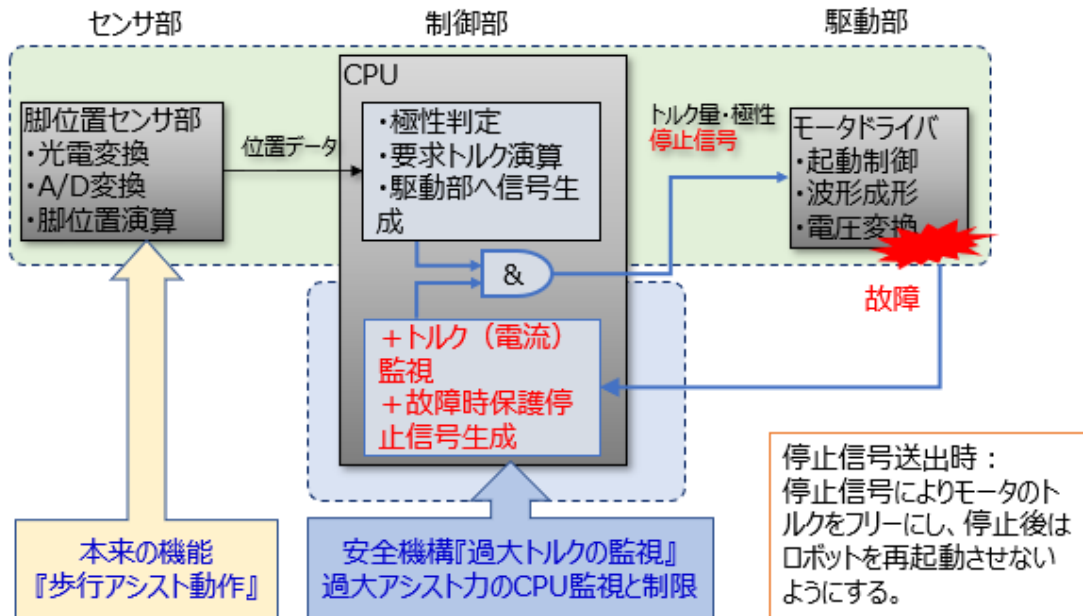 センサ部
制御部
駆動部
CPU
脚位置センサ部
・光電変換
・A/D変換
・脚位置演算
位置データ
・極性判定
・要求トルク演算
・駆動部へ信号生
成
トルク量・極性
停止信号
モータドライバ
・起動制御
・波形成形
・電圧変換
&
故障
+トルク(電流)
監視
+故障時保護停
止信号生成
本来の機能
『歩行アシスト動作』
安全機構『過大トルクの監視』
過大アシスト力のCPU監視と制限
停止信号送出時：
停止信号によりモータのト
ルクをフリーにし、停止後は
ロボットを再起動させない
ようにする。